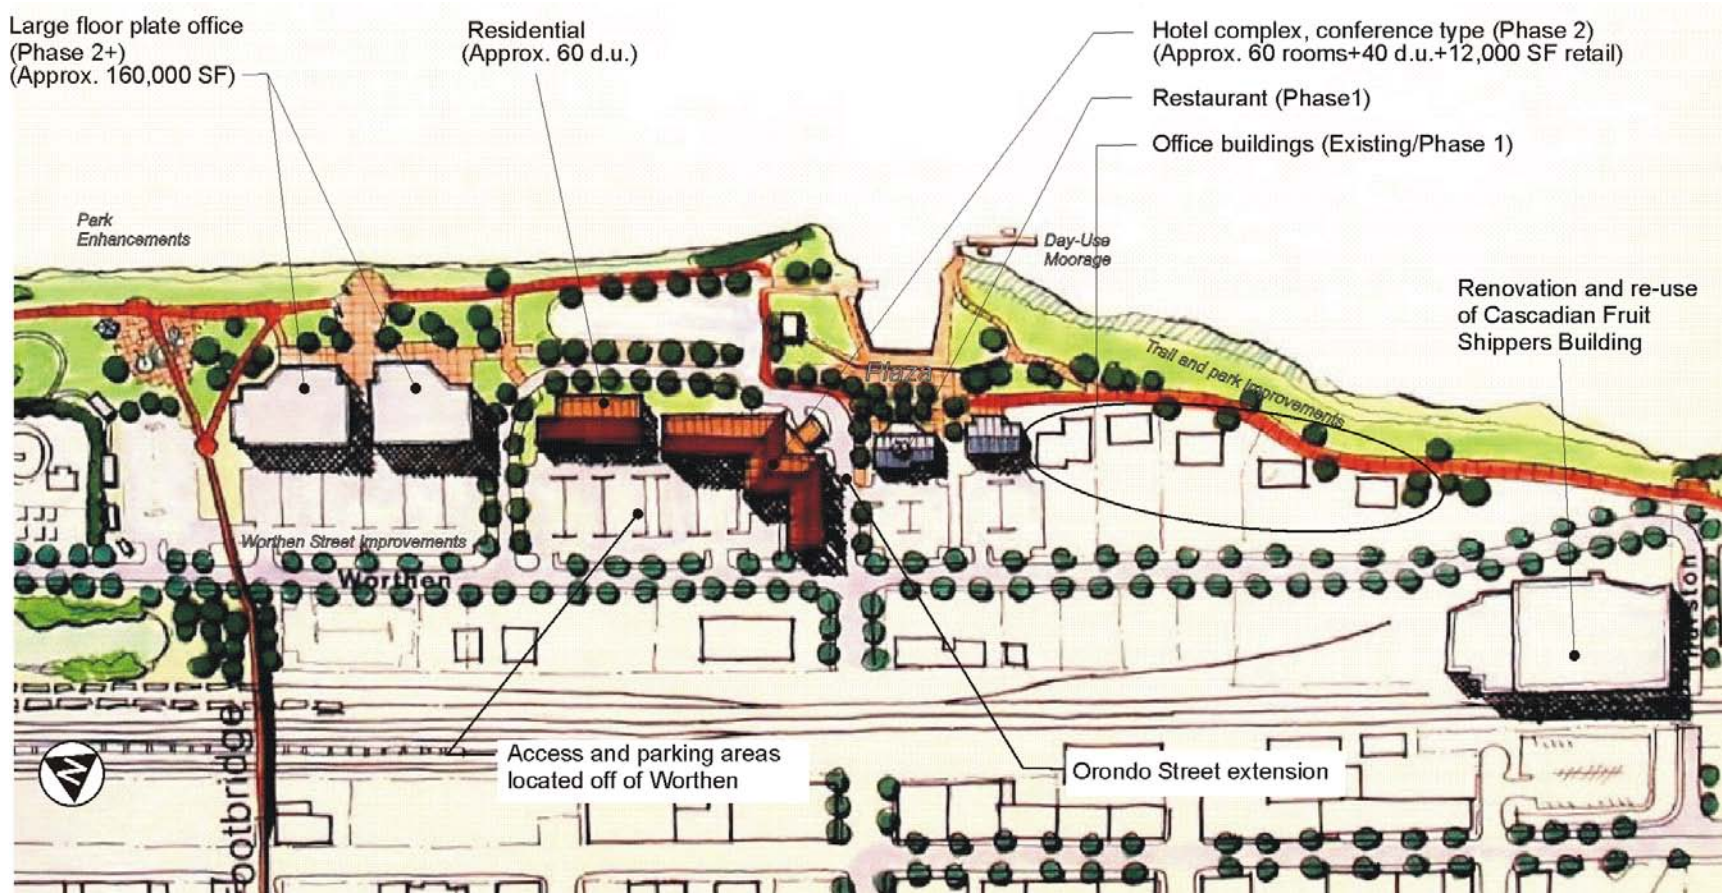 Large floor plate office
(Phase 2+)
(Approx. 160,000 SF)
Residential
(Approx. 60 d.u.)
Hotel complex, conference type (Phase 2)
(Approx. 60 rooms+40 d.u.+12,000 SF retail)
Restaurant (Phase1)
Office buildings (Existing/Phase 1)
Park
Enhancements
Day-Use
Moorage
Renovation and re-use
of Cascadian Fruit
Shippers Building
Trail and park Improvements
Plaza
Worthen Street Improvements
Worthen
Thurston
Footbridge
Access and parking areas
located off of Worthen
Orondo Street extension
N